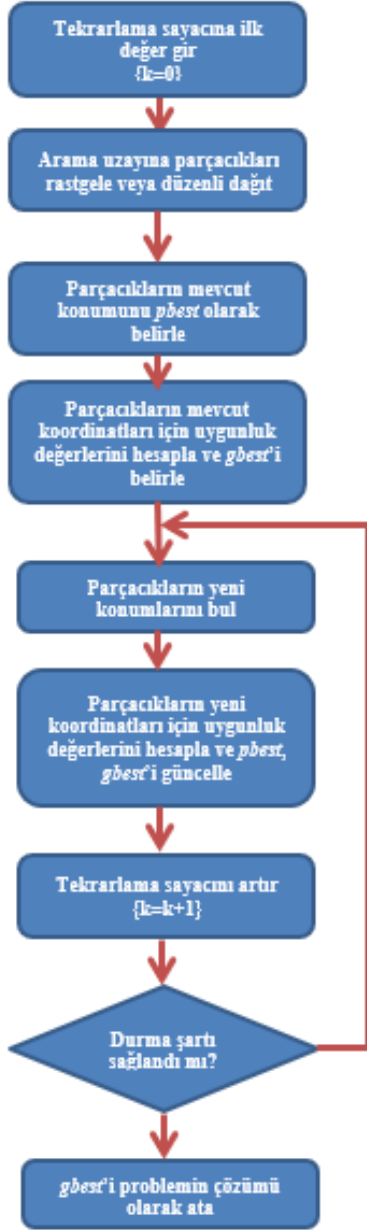 Tekrarlama sayacına ilk
değer gir
{k=0}
Arama uzayına parçacıkları
rastgele veya düzenli dağıt
Parçacıkların mevcut
konumunu pbest olarak
belirle
Parçacıkların mevcut
koordinatları için uygunluk
değerlerini hesapla ve gbest'i
belirle
Parçacıkların yeni
konumlarını bul
Parçacıkların yeni
koordinatları için uygunluk
değerlerini hesapla ve pbest,
gbest'i güncelle
Tekrarlama sayacını artır
{k=k+1}
Durma şartı
sağlandı mı?
gbest'i problemin çözümü
olarak ata